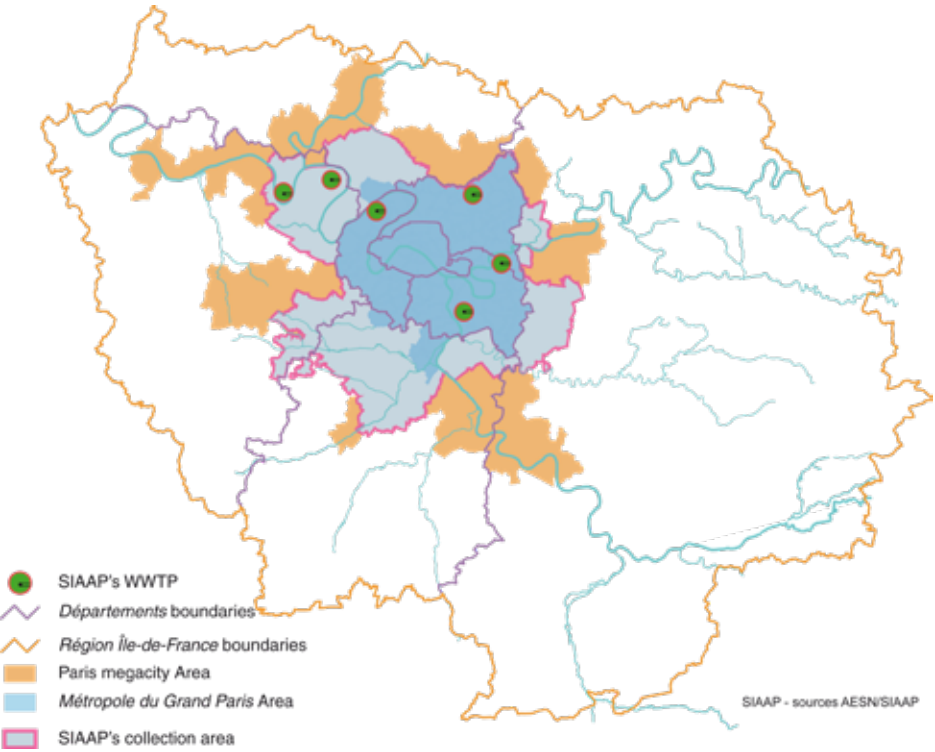 SIAAP's WWTP
Départements boundaries
Région Île-de-France boundaries
Paris megacity Area
Métropole du Grand Paris Area
SIAAP - sources AESN/SIAAP
SIAAP's collection area